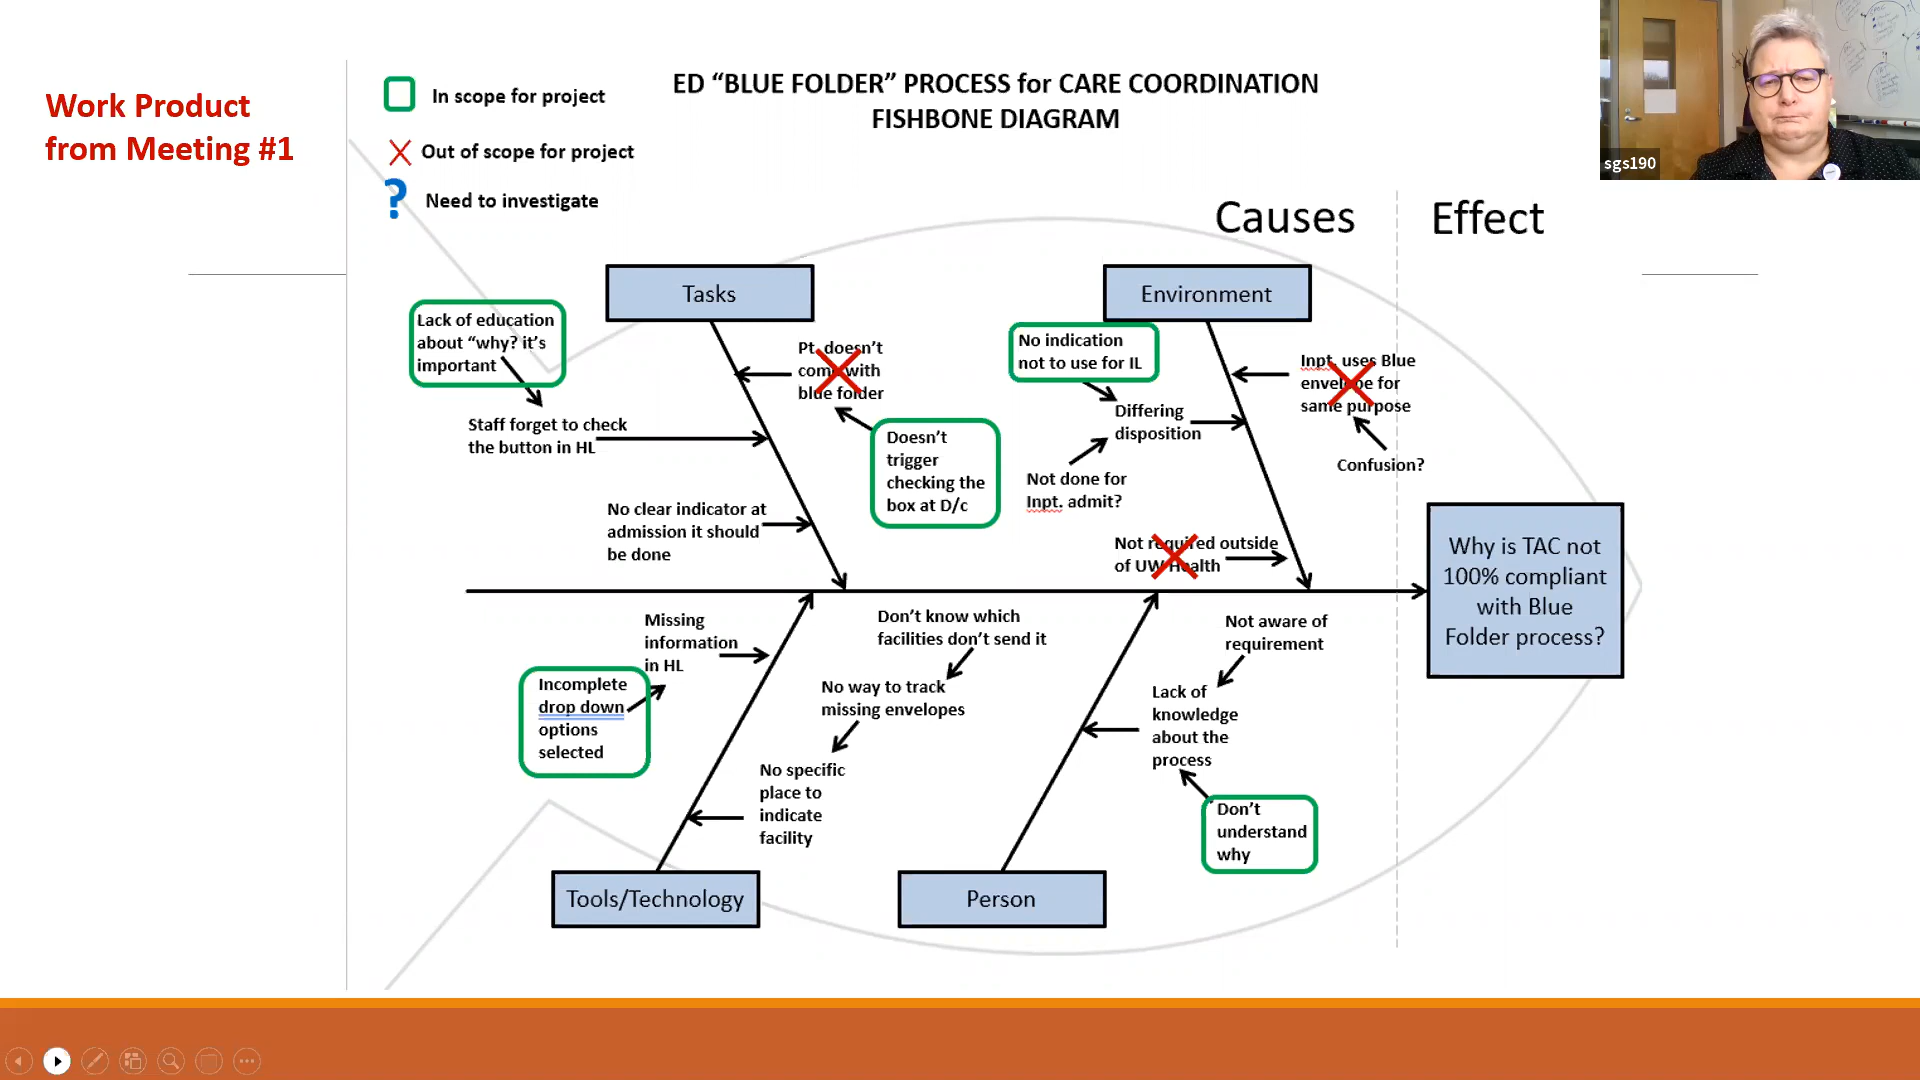 Work Product
from Meeting #1
In scope for project
Out of scope for project
? Need to investigate
ED “BLUE FOLDER” PROCESS for CARE COORDINATION
FISHBONE DIAGRAM
sgs190
Causes
Effect
Tasks
Lack of education
about “why? it’s
important
Staff forget to check
the button in HL
No clear indicator at
admission it should
be done
Pt. doesn’t
come with
blue folder
Doesn’t
trigger
checking the
box at D/c
Environment
No indication
not to use for IL
Differing
disposition
Not done for
Inpt. admit?
Inpt. uses Blue
envelope for
same purpose
Confusion?
Not required outside
of UW Health
Why is TAC not
100% compliant
with Blue
Folder process?
Missing
information
in HL
Incomplete
drop down
options
selected
Don’t know which
facilities don’t send it
No way to track
missing envelopes
No specific
place to
indicate
facility
Tools/Technology
Not aware of
requirement
Lack of
knowledge
about the
process
Don’t
understand
why
Person